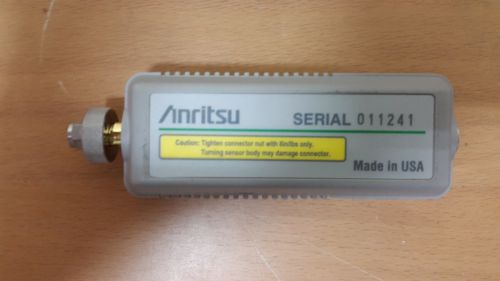 Anritsu SERIAL 011241
Caution: Tighten connector nut with 6in/lbs only.
Turning sensor body may damage connector.
Made in USA